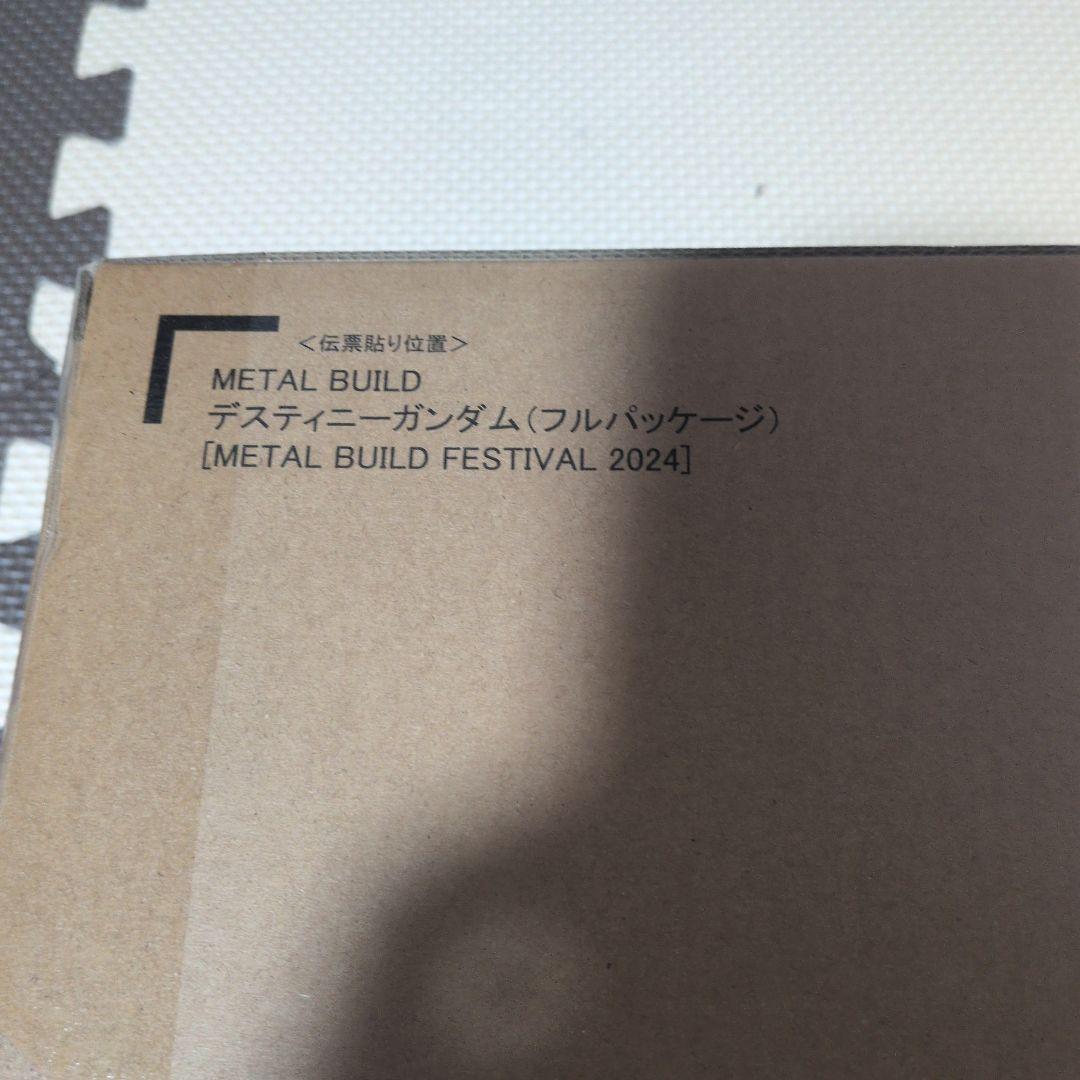 ＜伝票貼り位置＞
METAL BUILD
デスティニーガンダム（フルパッケージ）
[METAL BUILD FESTIVAL 2024]